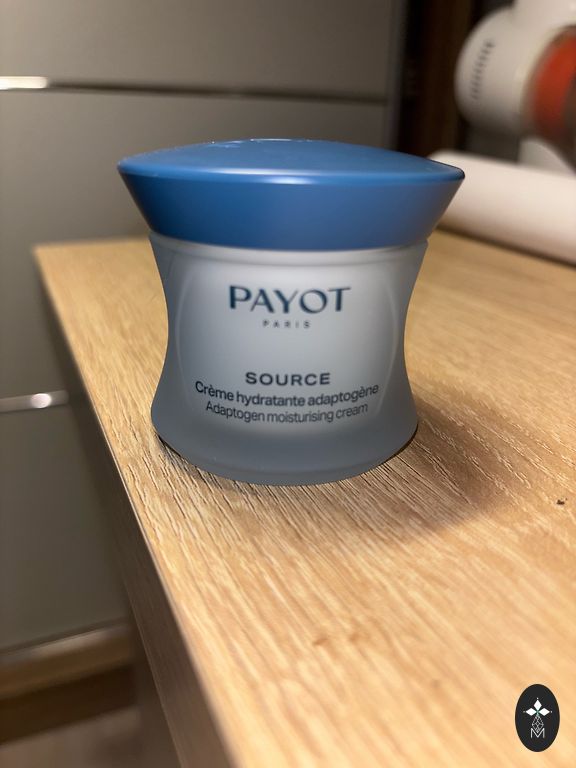 PAYOT
PARIS
SOURCE
Crème hydratante adaptogène
Adaptogen moisturising cream
M